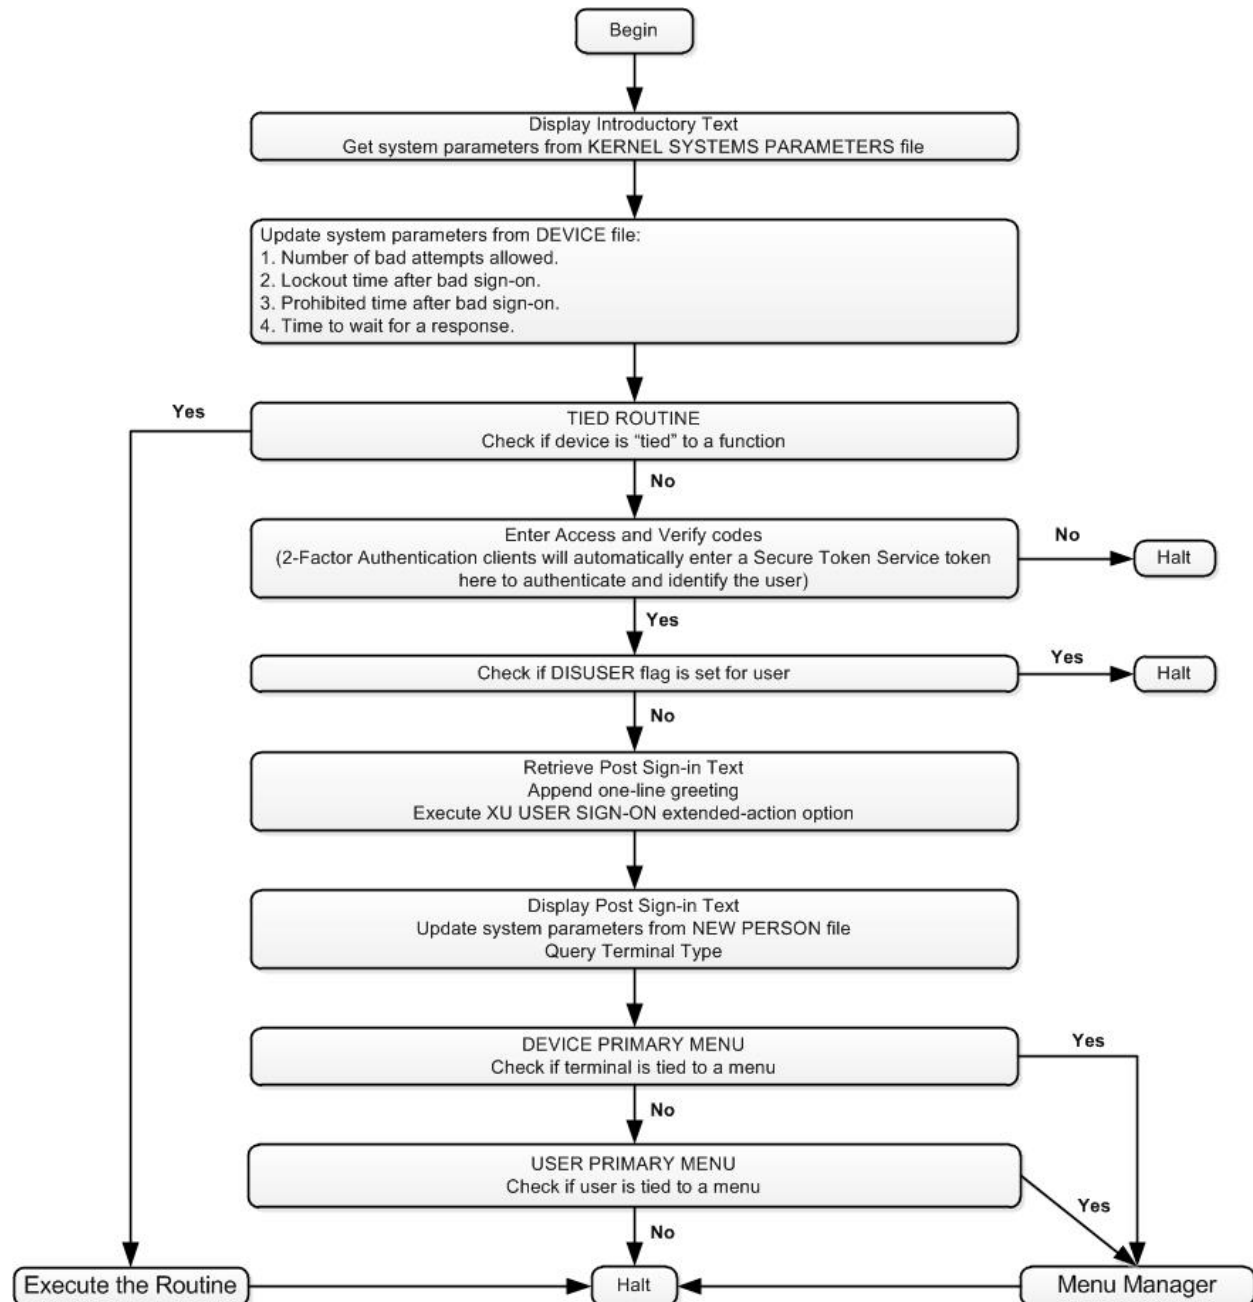 Begin
Display Introductory Text
Get system parameters from KERNEL SYSTEMS PARAMETERS file
Update system parameters from DEVICE file:
1. Number of bad attempts allowed.
2. Lockout time after bad sign-on.
3. Prohibited time after bad sign-on.
4. Time to wait for a response.
Yes
TIED ROUTINE
Check if device is “tied” to a function
No
Enter Access and Verify codes
(2-Factor Authentication clients will automatically enter a Secure Token Service token
here to authenticate and identify the user)
No
Halt
Yes
Check if DISUSER flag is set for user
Yes
Halt
No
Retrieve Post Sign-in Text
Append one-line greeting
Execute XU USER SIGN-ON extended-action option
Display Post Sign-in Text
Update system parameters from NEW PERSON file
Query Terminal Type
DEVICE PRIMARY MENU
Check if terminal is tied to a menu
Yes
No
USER PRIMARY MENU
Check if user is tied to a menu
Yes
No
Execute the Routine
Halt
Menu Manager